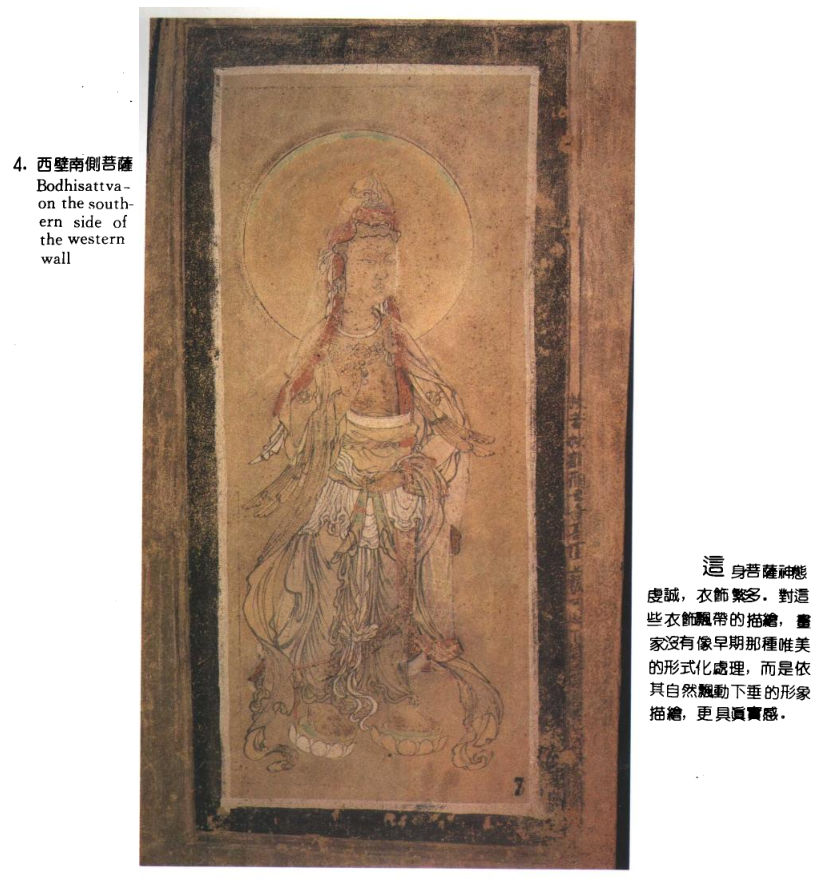 4. 西壁南側菩薩
Bodhisattva-
on the south-
ern side of
the western
wall
這身菩薩神態
虔誠，衣飾繁多．對這
些衣飾飄帶的描繪，畫
家沒有像早期那種唯美
的形式化處理，而是依
其自然飄動下垂的形象
描繪，更具眞實感．
7